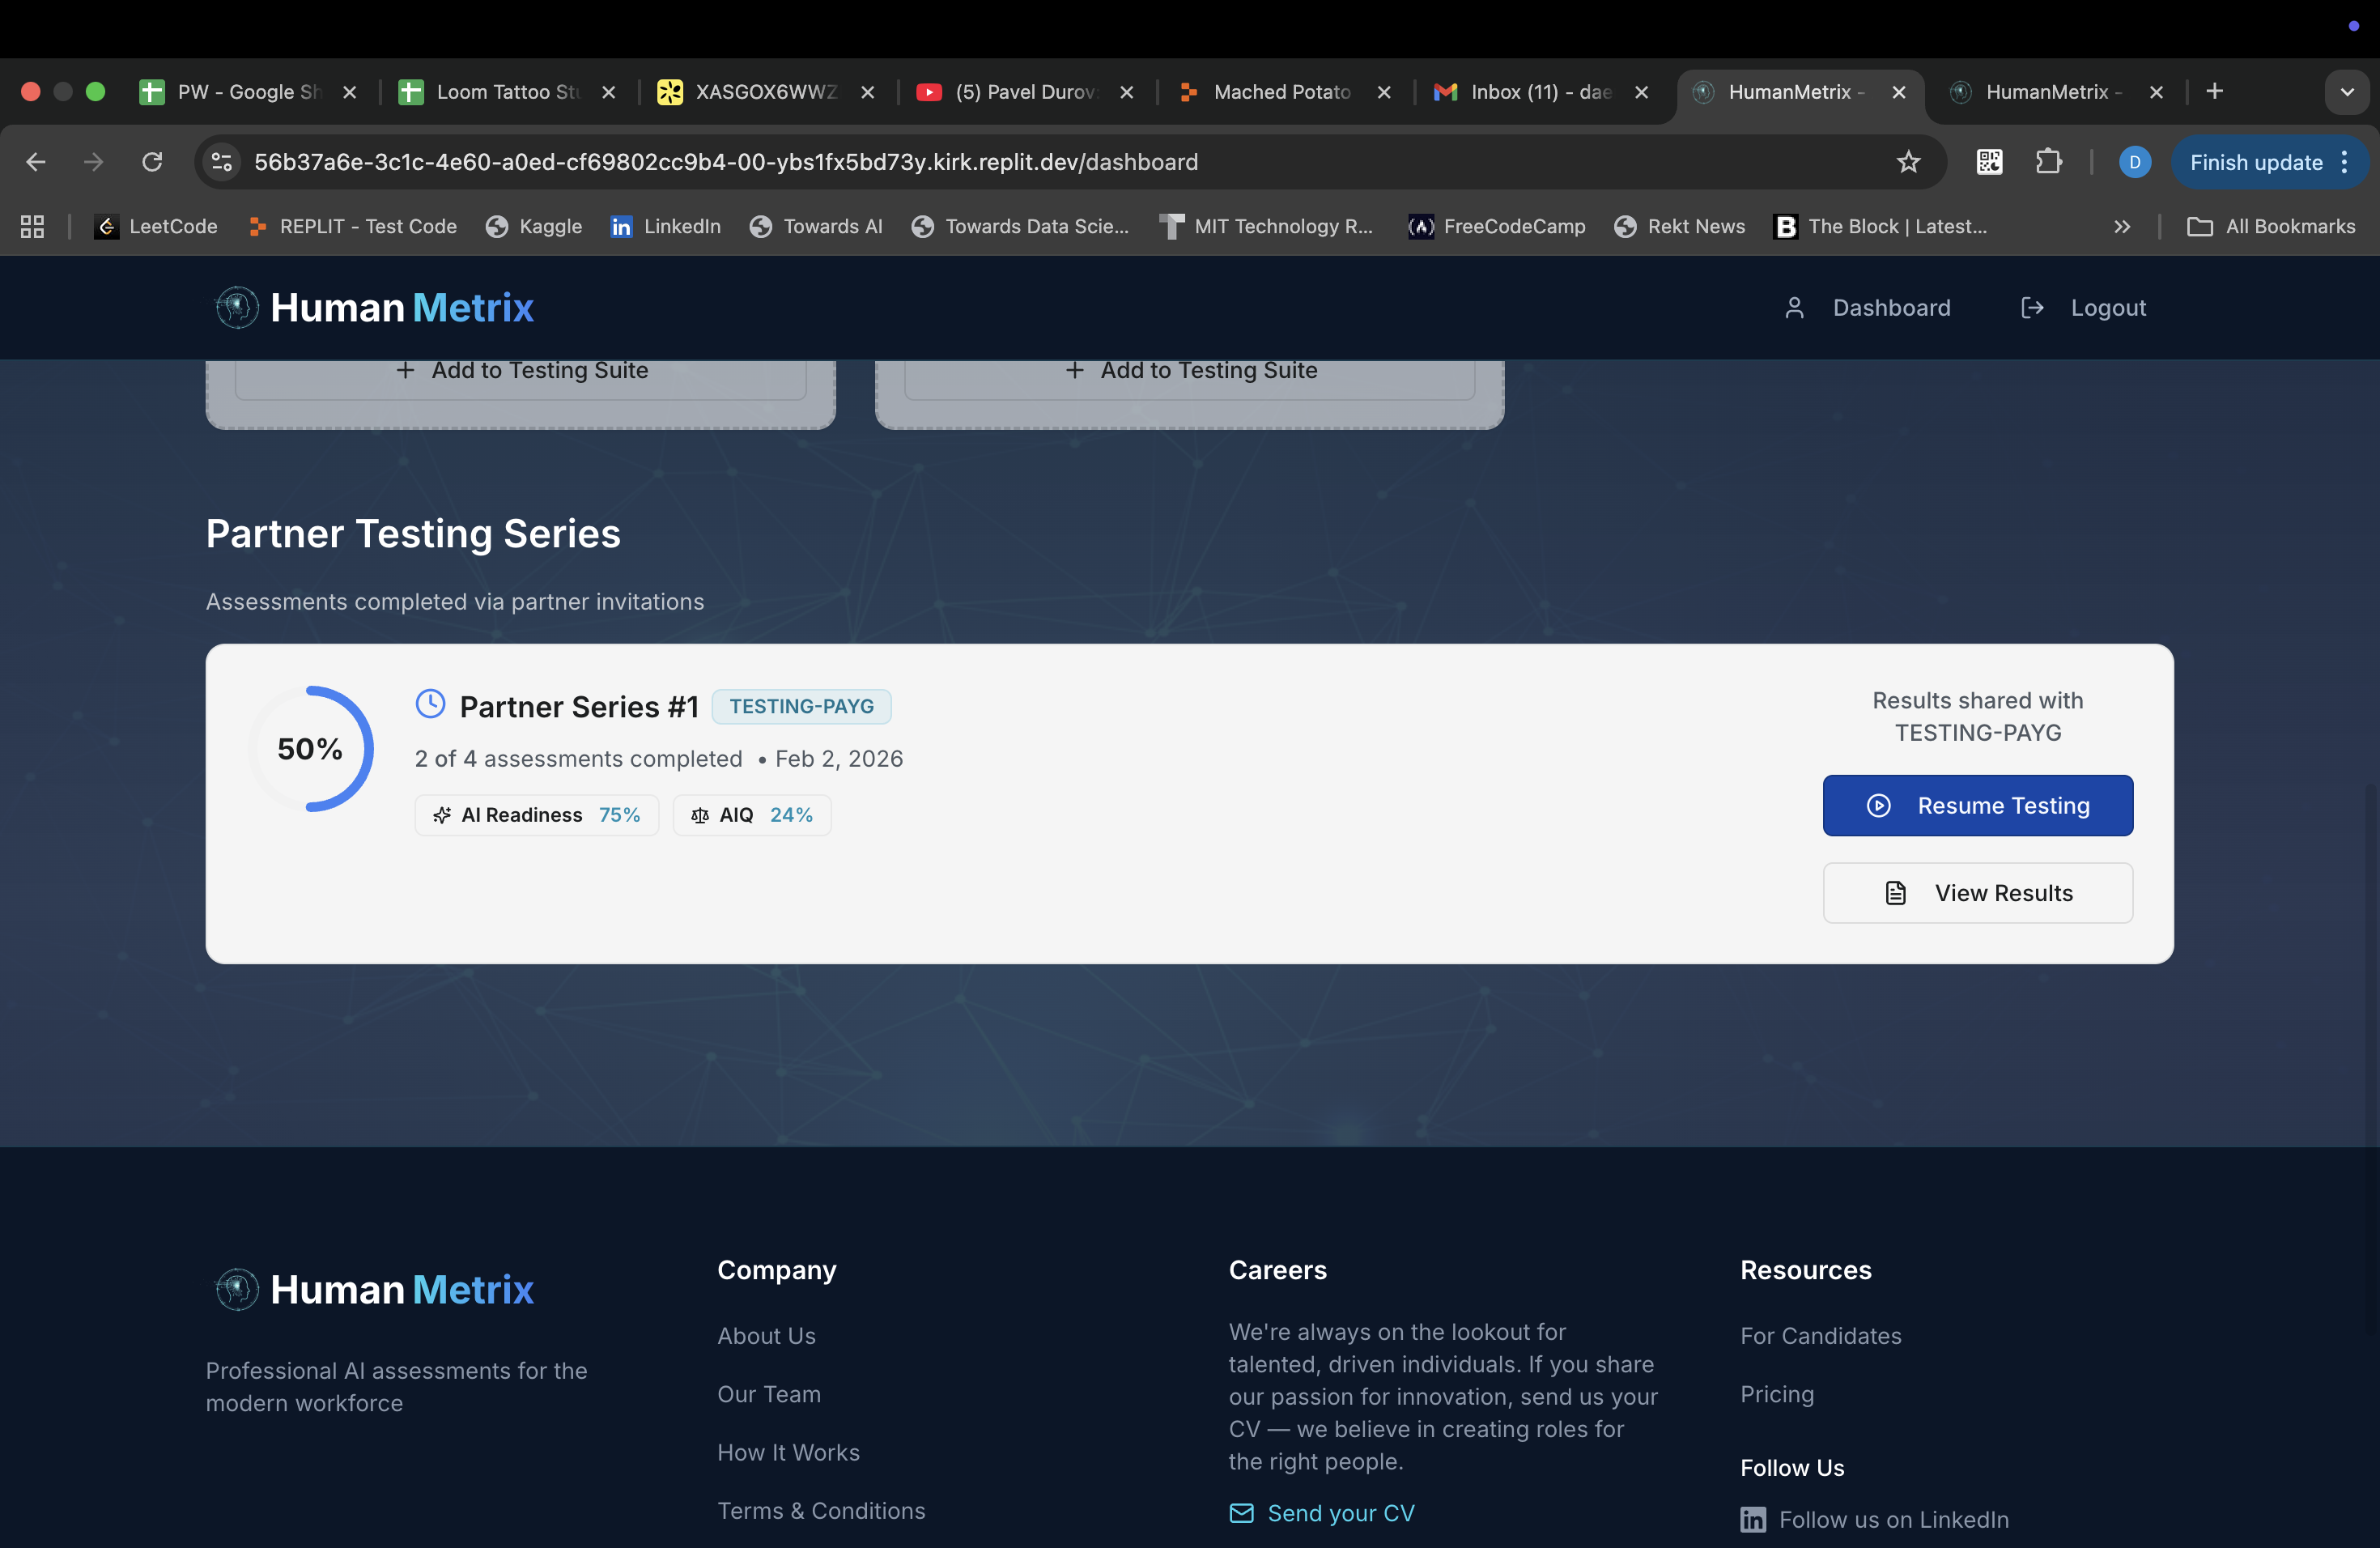 PW - Google Sh
Loom Tattoo Stu
XASGOX6WWZ
(5) Pavel Durov:
Mached Potato
Inbox (11) - dae
HumanMetrix -
HumanMetrix -
56b37a6e-3c1c-4e60-a0ed-cf69802cc9b4-00-ybs1fx5bd73y.kirk.replit.dev/dashboard
D
Finish update
LeetCode
REPLIT - Test Code
Kaggle
LinkedIn
Towards AI
Towards Data Scie...
MIT Technology R...
FreeCodeCamp
Rekt News
The Block | Latest...
All Bookmarks
Human Metrix
Dashboard
Logout
+ Add to Testing Suite
+ Add to Testing Suite
Partner Testing Series
Assessments completed via partner invitations
50%
Partner Series #1
TESTING-PAYG
2 of 4 assessments completed • Feb 2, 2026
AI Readiness 75%
AIQ 24%
Results shared with
TESTING-PAYG
Resume Testing
View Results
Human Metrix
Professional AI assessments for the
modern workforce
Company
About Us
Our Team
How It Works
Terms & Conditions
Careers
We're always on the lookout for
talented, driven individuals. If you share
our passion for innovation, send us your
CV — we believe in creating roles for
the right people.
Send your CV
Resources
For Candidates
Pricing
Follow Us
Follow us on LinkedIn